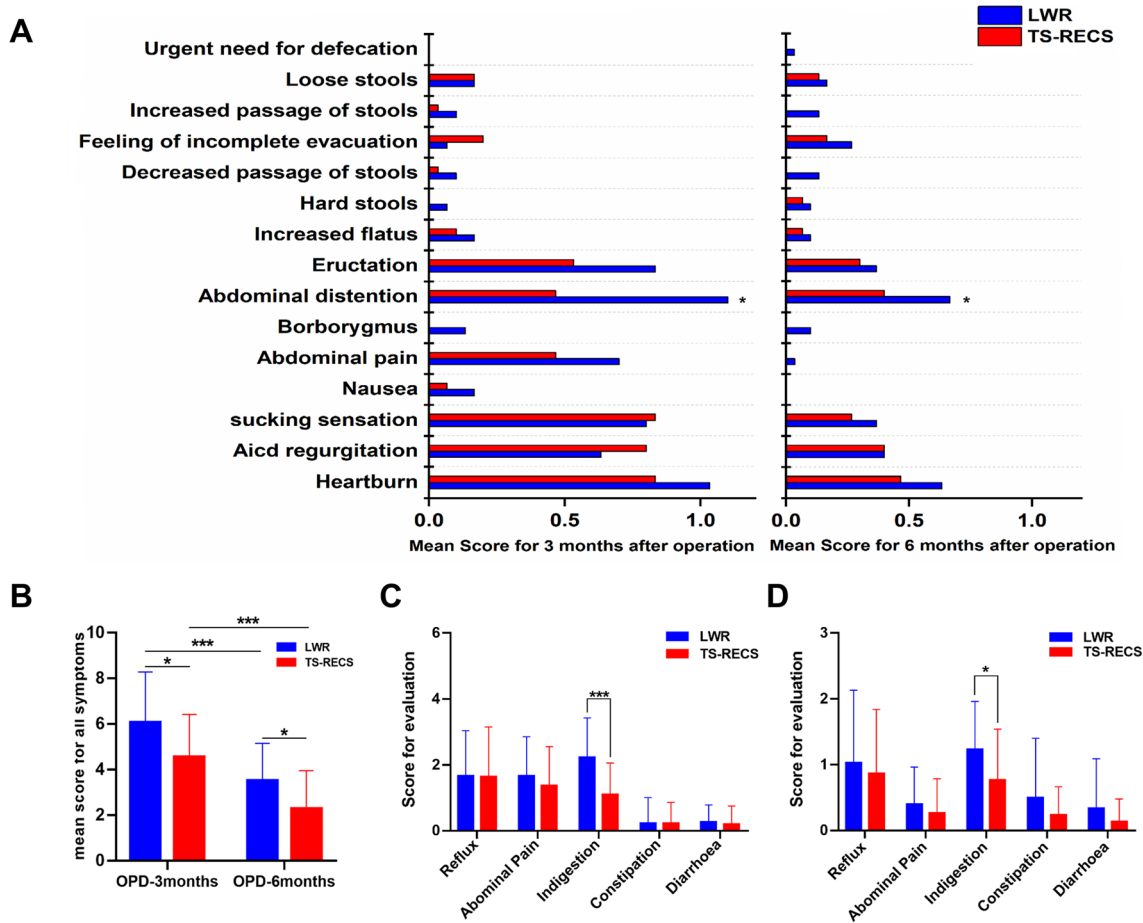 A
LWR
TS-RECS
Urgent need for defecation
Loose stools
Increased passage of stools
Feeling of incomplete evacuation
Decreased passage of stools
Hard stools
Increased flatus
Eructation
Abdominal distention
* *
Borborygmus
Abdominal pain
Nausea
sucking sensation
Aicd regurgitation
Heartburn
0.0 0.5 1.0 0.0 0.5 1.0
Mean Score for 3 months after operation Mean Score for 6 months after operation
B
mean score for all symptoms
10
8
6
4
2
0
***
***
*
*
LWR
TS-RECS
OPD-3months OPD-6months
C
Score for evaluation
6
4
2
0
***
LWR
TS-RECS
Reflux
Abominal Pain
Indigestion
Constipation
Diarrhoea
D
Score for evaluation
3
2
1
0
*
LWR
TS-RECS
Reflux
Abominal Pain
Indigestion
Constipation
Diarrhoea